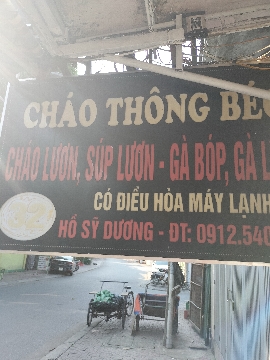 CHÁO THÔNG BEO
CHÁO LƯƠN, SÚP LƯƠN - GÀ BÓP, GÀ L
CÓ ĐIỀU HÒA MÁY LẠNH
HỒ SỸ DƯƠNG - ĐT: 0912.540